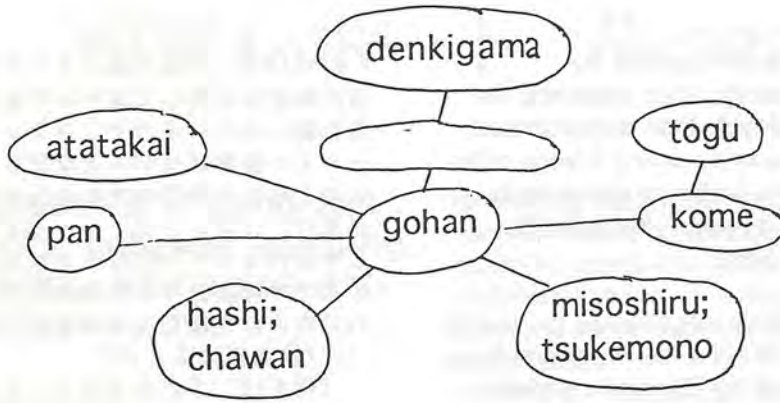 denkigama
togu
atatakai
kome
gohan
pan
hashi;
chawan
misoshiru;
tsukemono